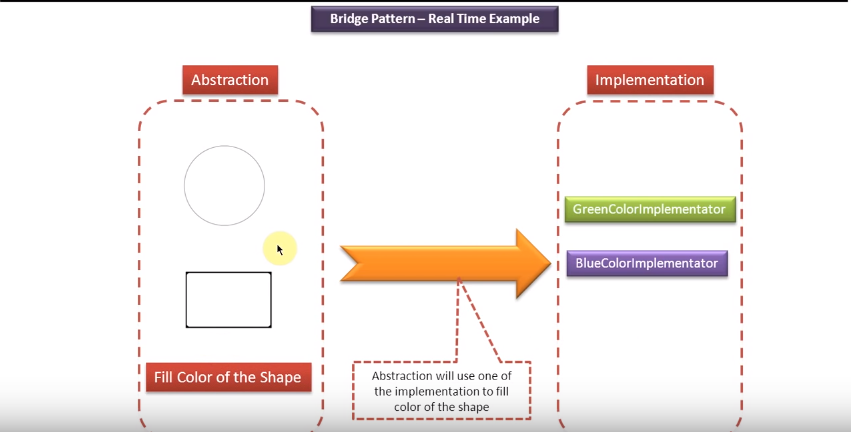 Bridge Pattern – Real Time Example
Abstraction
Implementation
GreenColorImplementator
BlueColorImplementator
Fill Color of the Shape
Abstraction will use one of
the implementation to fill
color of the shape